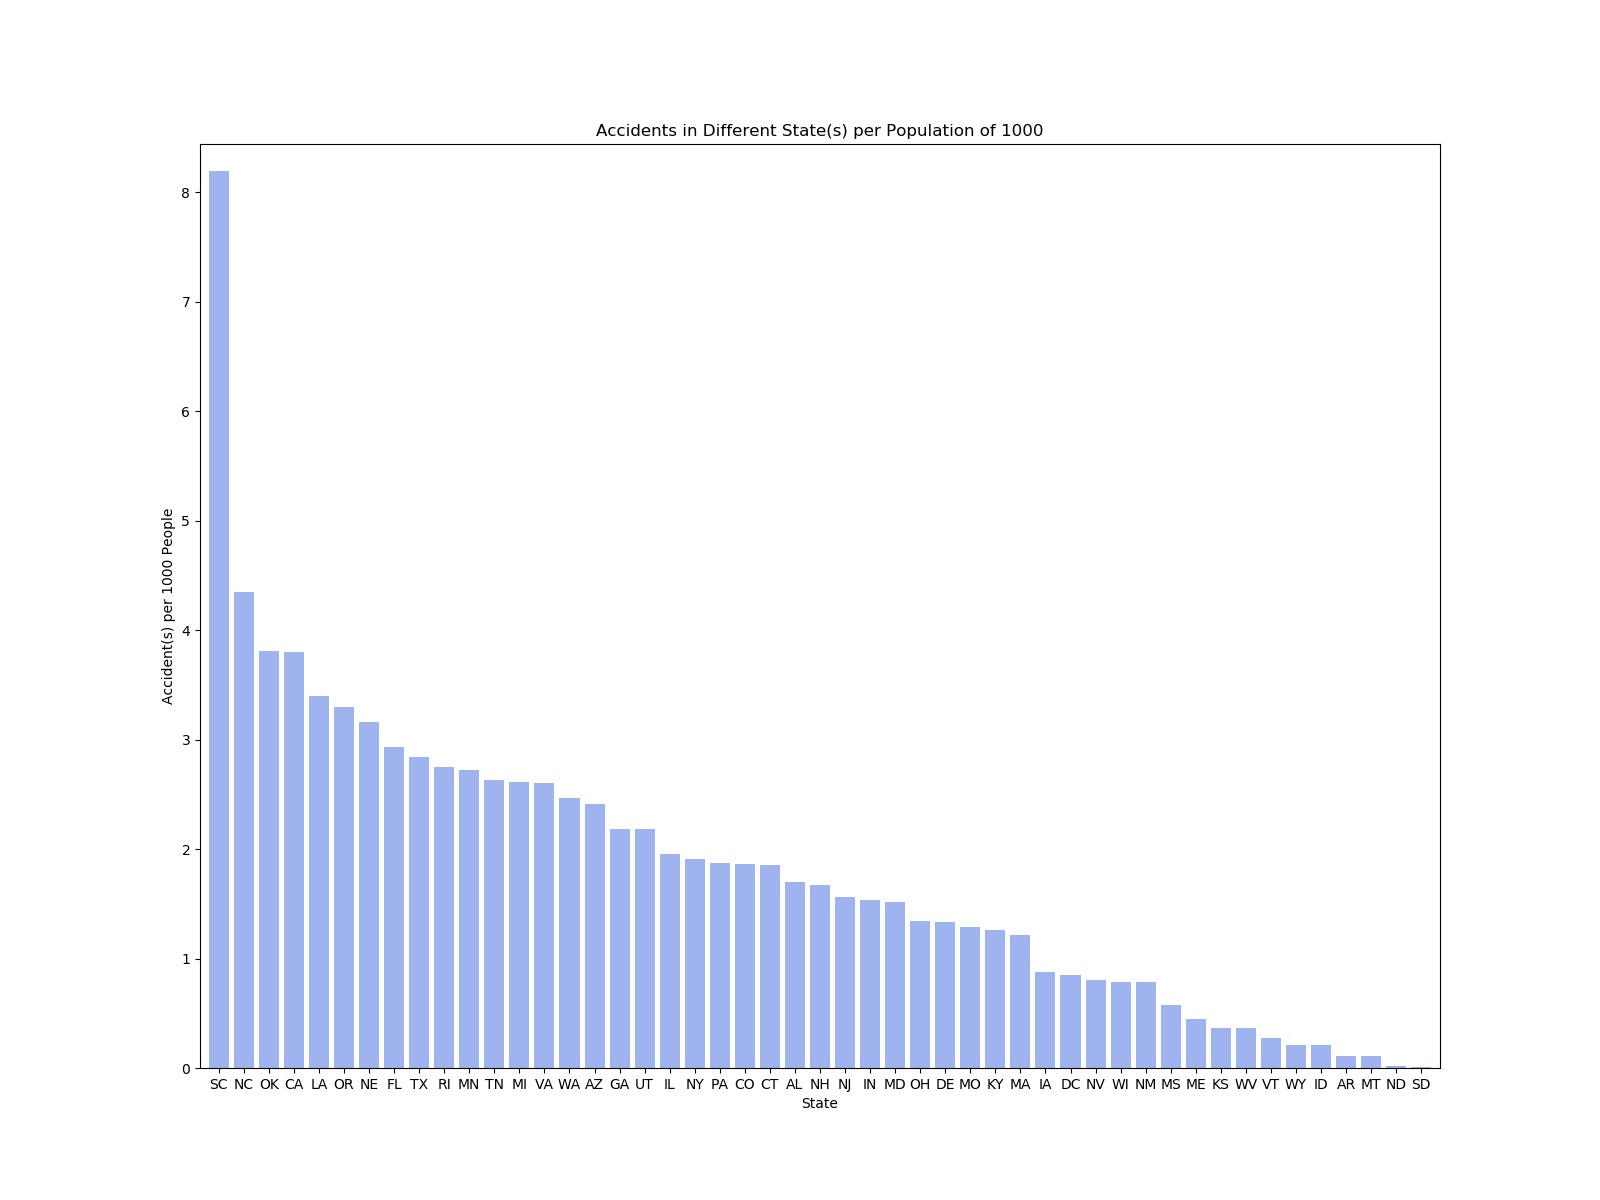 Accidents in Different State(s) per Population of 1000
Accident(s) per 1000 People
8
7
6
5
4
3
2
1
0
SC NC OK CA LA OR NE FL TX RI MN TN MI VA WA AZ GA UT IL NY PA CO CT AL NH NJ IN MD OH DE MO KY MA IA DC NV WI NM MS ME KS WV VT WY ID AR MT ND SD
State